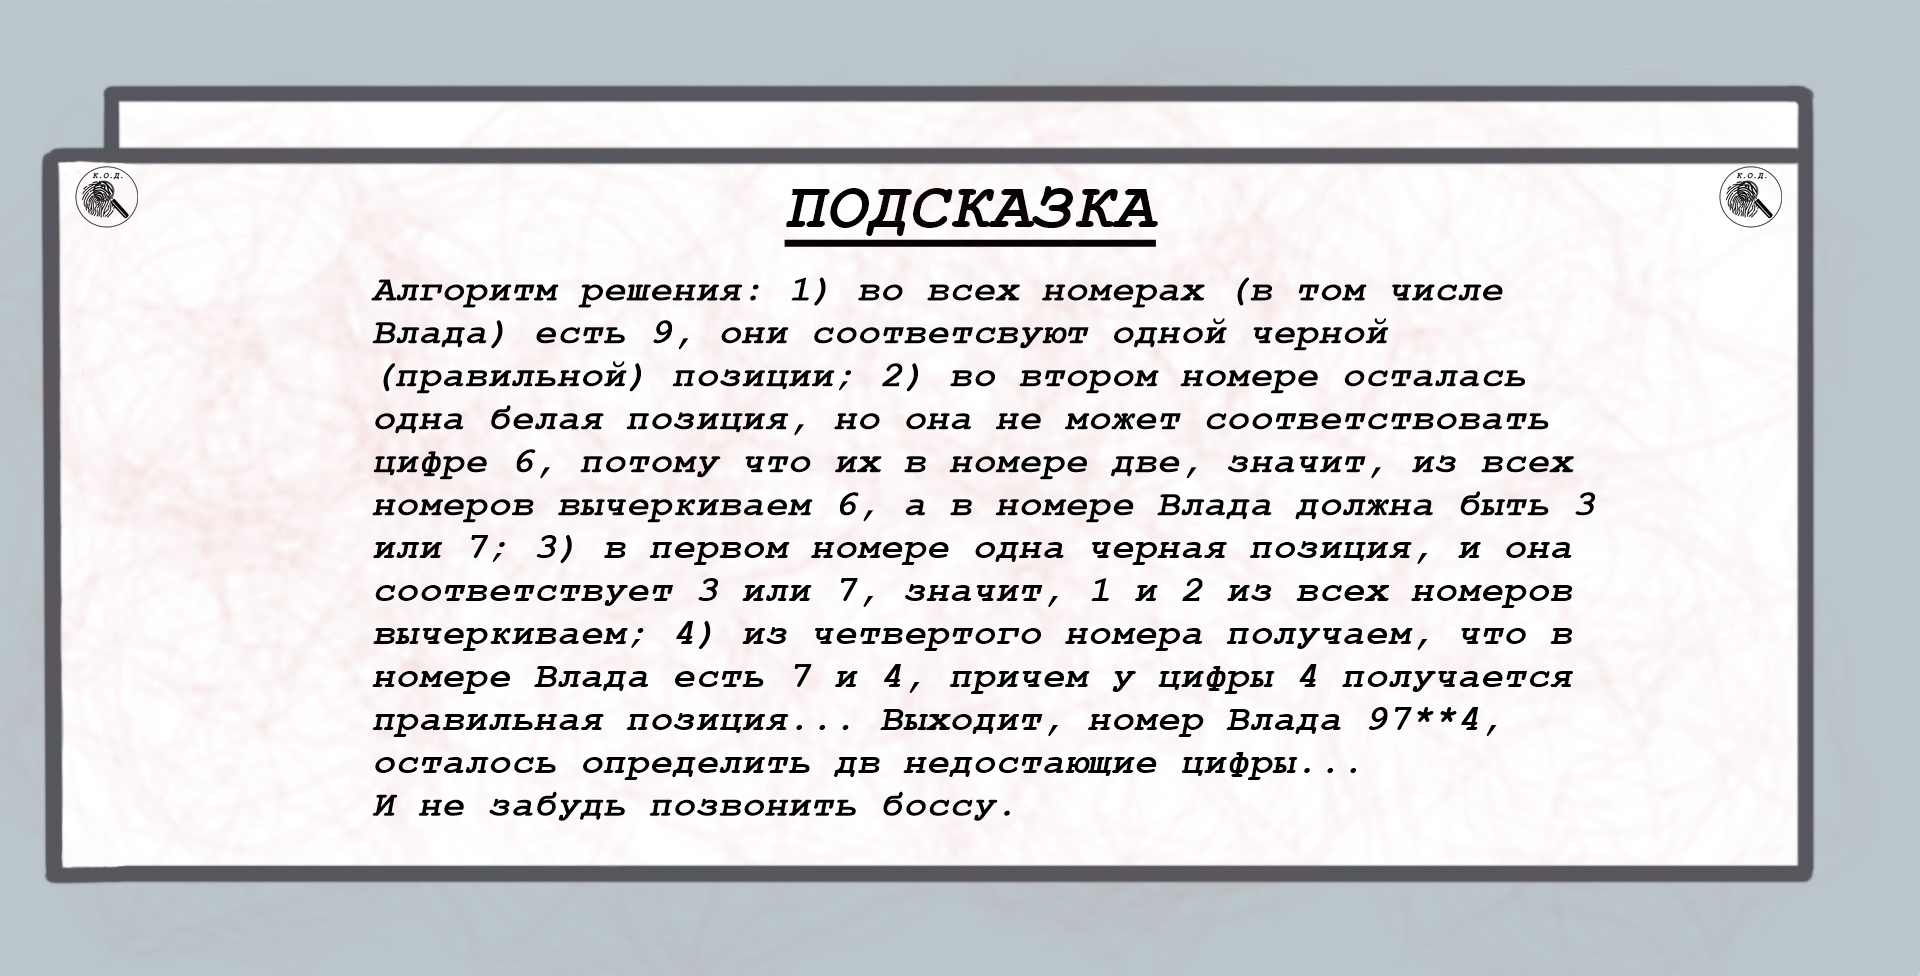 К.О.Д.
К.О.Д.
ПОДСКАЗКА
Алгоритм решения: 1) во всех номерах (в том числе
Влада) есть 9, они соответсвуют одной черной
(правильной) позиции; 2) во втором номере осталась
одна белая позиция, но она не может соответствовать
цифре 6, потому что их в номере две, значит, из всех
номеров вычеркиваем 6, а в номере Влада должна быть 3
или 7; 3) в первом номере одна черная позиция, и она
соответствует 3 или 7, значит, 1 и 2 из всех номеров
вычеркиваем; 4) из четвертого номера получаем, что в
номере Влада есть 7 и 4, причем у цифры 4 получается
правильная позиция... Выходит, номер Влада 97**4,
осталось определить дв недостающие цифры...
И не забудь позвонить боссу.